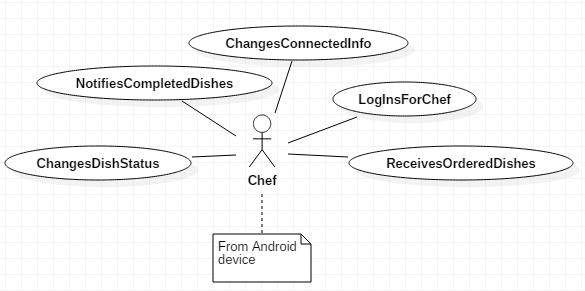 ChangesConnectedInfo
NotifiesCompletedDishes
LogInsForChef
ChangesDishStatus
ReceivesOrderedDishes
Chef
From Android
device